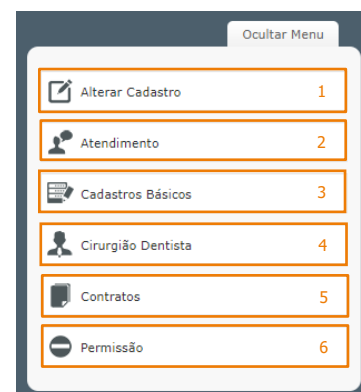 Ocultar Menu
Alterar Cadastro 1
Atendimento 2
Cadastros Básicos 3
Cirurgião Dentista 4
Contratos 5
Permissão 6